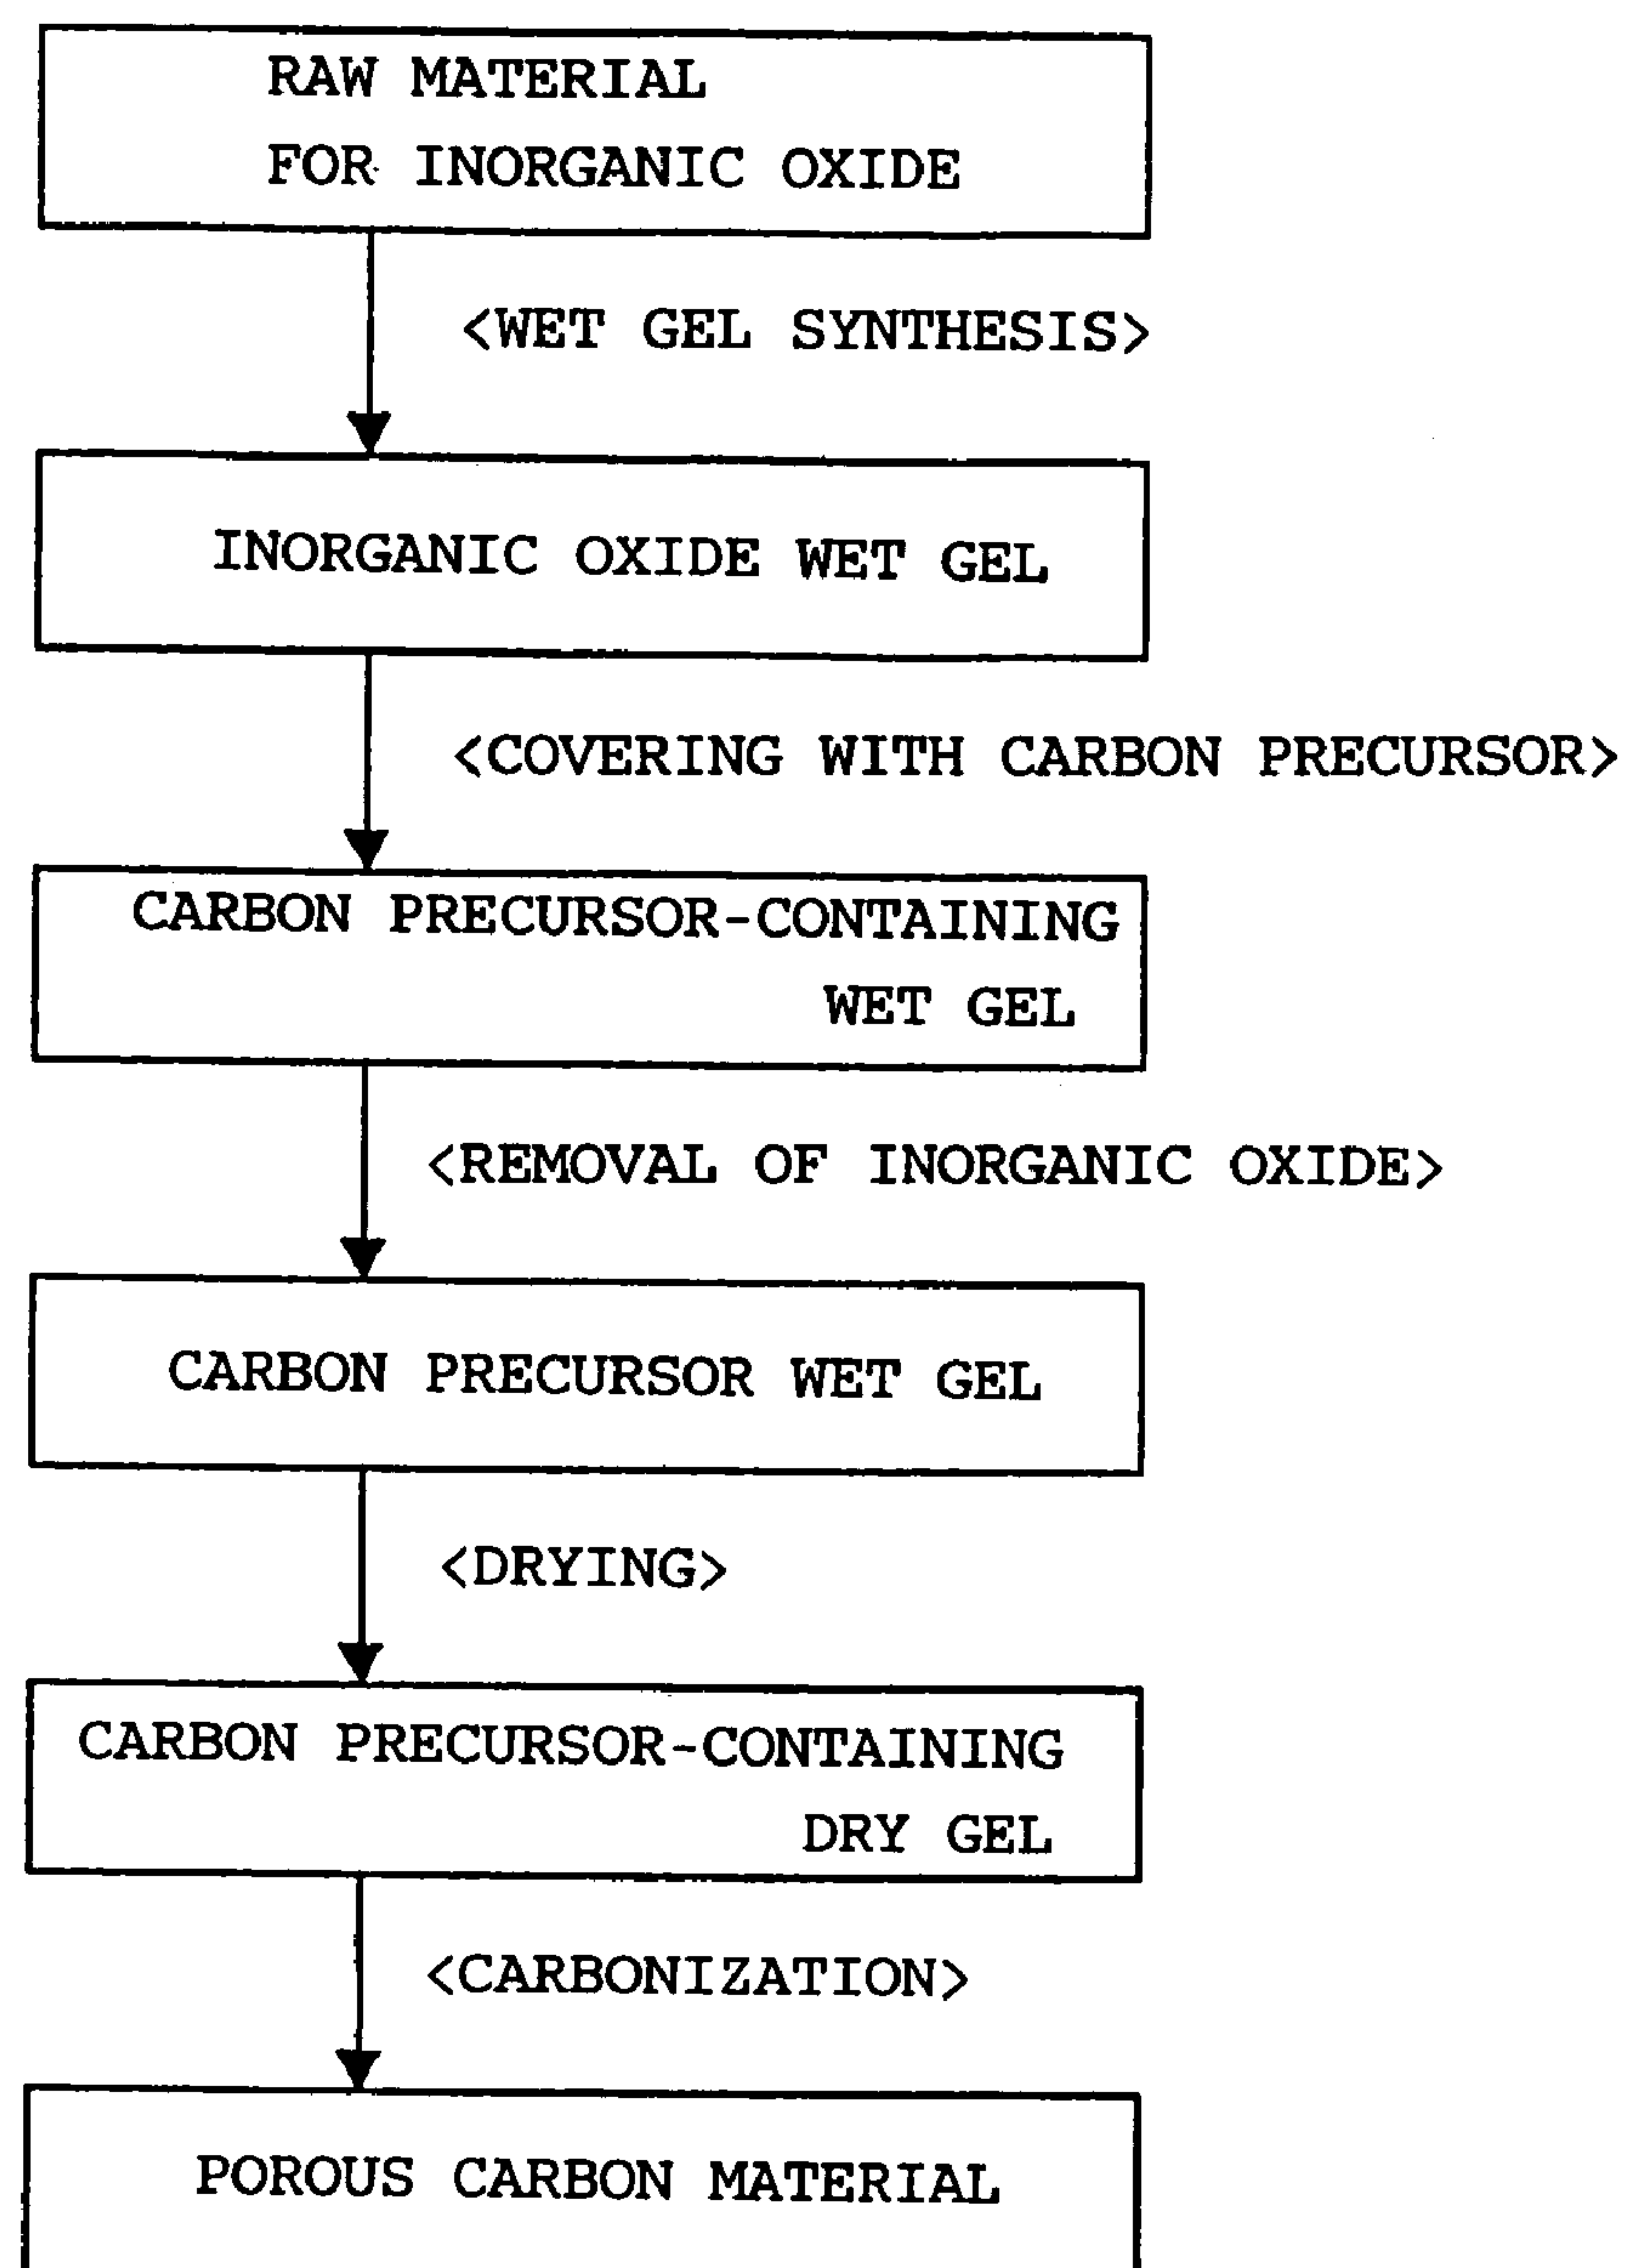 RAW MATERIAL
FOR INORGANIC OXIDE
<WET GEL SYNTHESIS>
INORGANIC OXIDE WET GEL
<COVERING WITH CARBON PRECURSOR>
CARBON PRECURSOR-CONTAINING
WET GEL
<REMOVAL OF INORGANIC OXIDE>
CARBON PRECURSOR WET GEL
<DRYING>
CARBON PRECURSOR-CONTAINING
DRY GEL
<CARBONIZATION>
POROUS CARBON MATERIAL